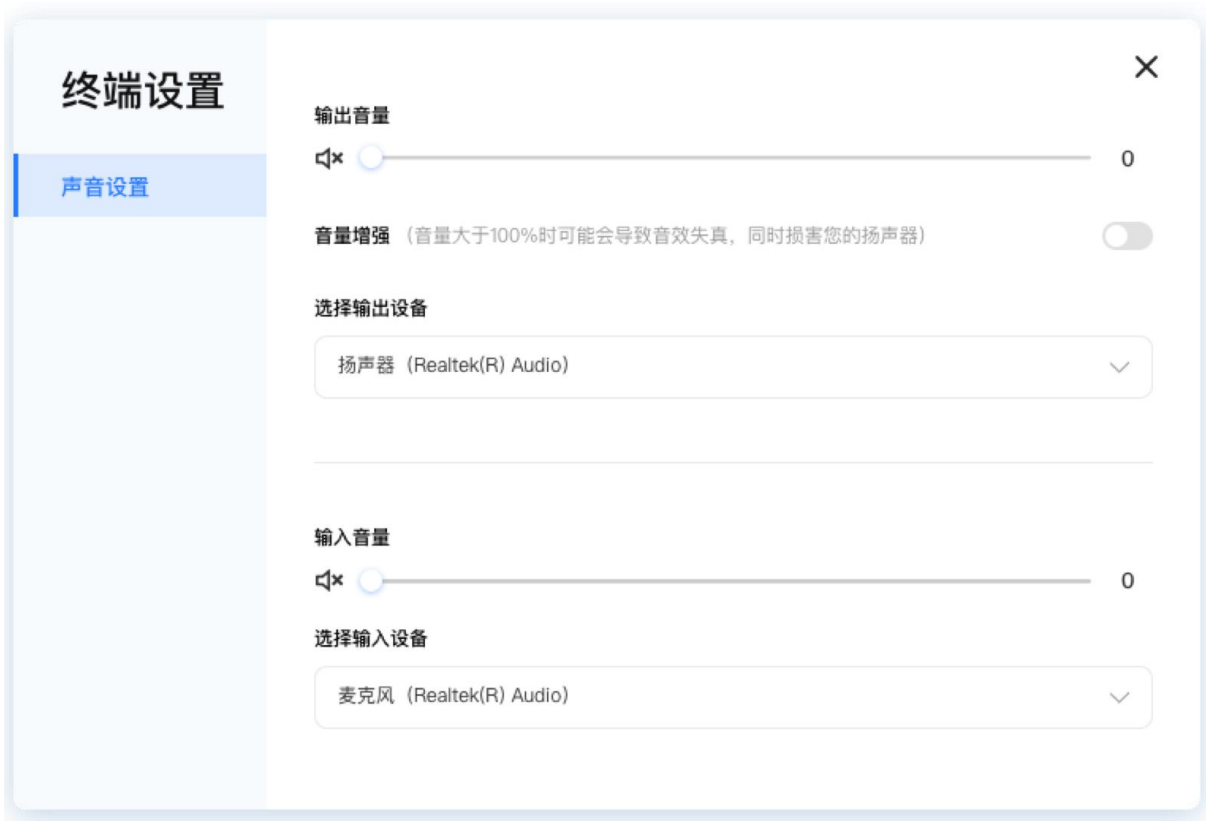 终端设置
声音设置
输出音量
0
音量增强（音量大于100%时可能会导致音效失真，同时损害您的扬声器）
选择输出设备
扬声器（Realtek(R) Audio）
输入音量
0
选择输入设备
麦克风（Realtek(R) Audio）